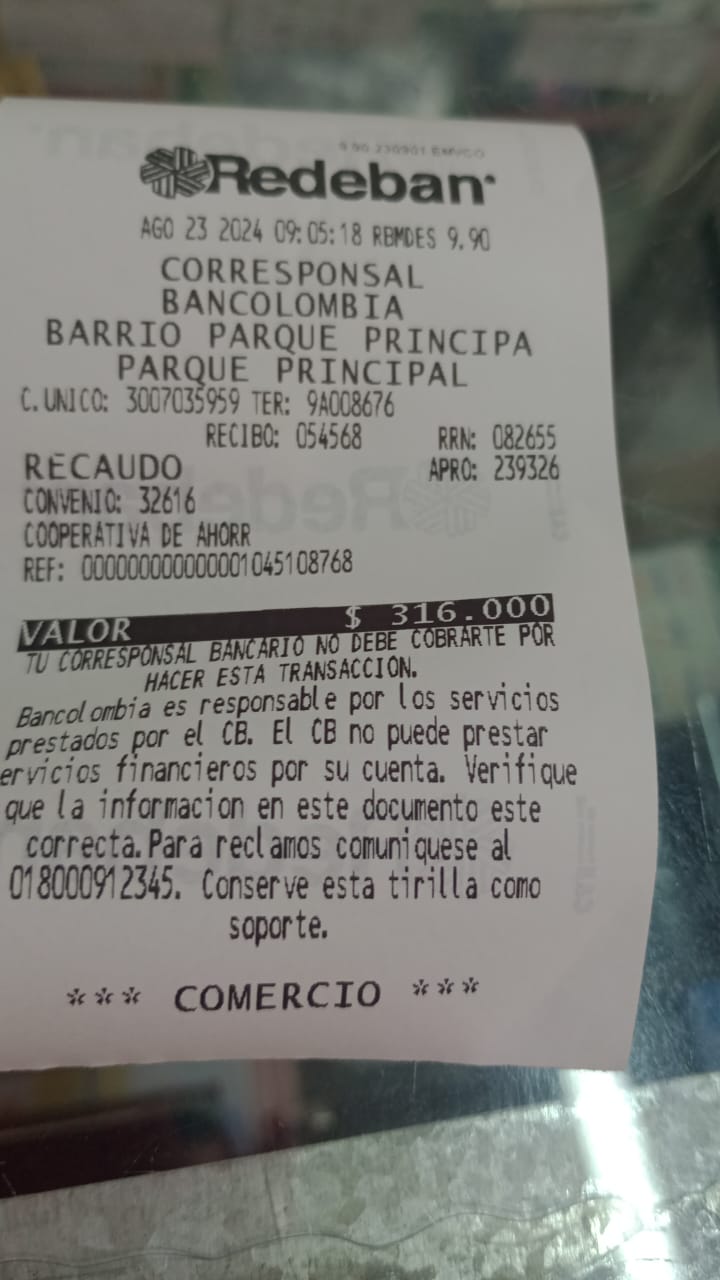 Redeban
AGO 23 2024 09:05:18 RBMDES 9.90
CORRESPONSAL
BANCOLOMBIA
BARRIO PARQUE PRINCIPA
PARQUE PRINCIPAL
C.UNICO: 3007035959 TER: 9A008676
RECIBO: 054568 RRN: 082655
RECAUDO APRO: 239326
CONVENIO: 32616
COOPERATIVA DE AHORR
REF: 000000000000001045108768
VALOR $ 316.000
TU CORRESPONSAL BANCARIO NO DEBE COBRARTE POR
HACER ESTA TRANSACCION.
Bancolombia es responsable por los servicios
prestados por el CB. El CB no puede prestar
ervicios financieros por su cuenta. Verifique
que la informacion en este documento este
correcta.Para reclamos comuniquese al
018000912345. Conserve esta tirilla como
soporte.
*** COMERCIO ***